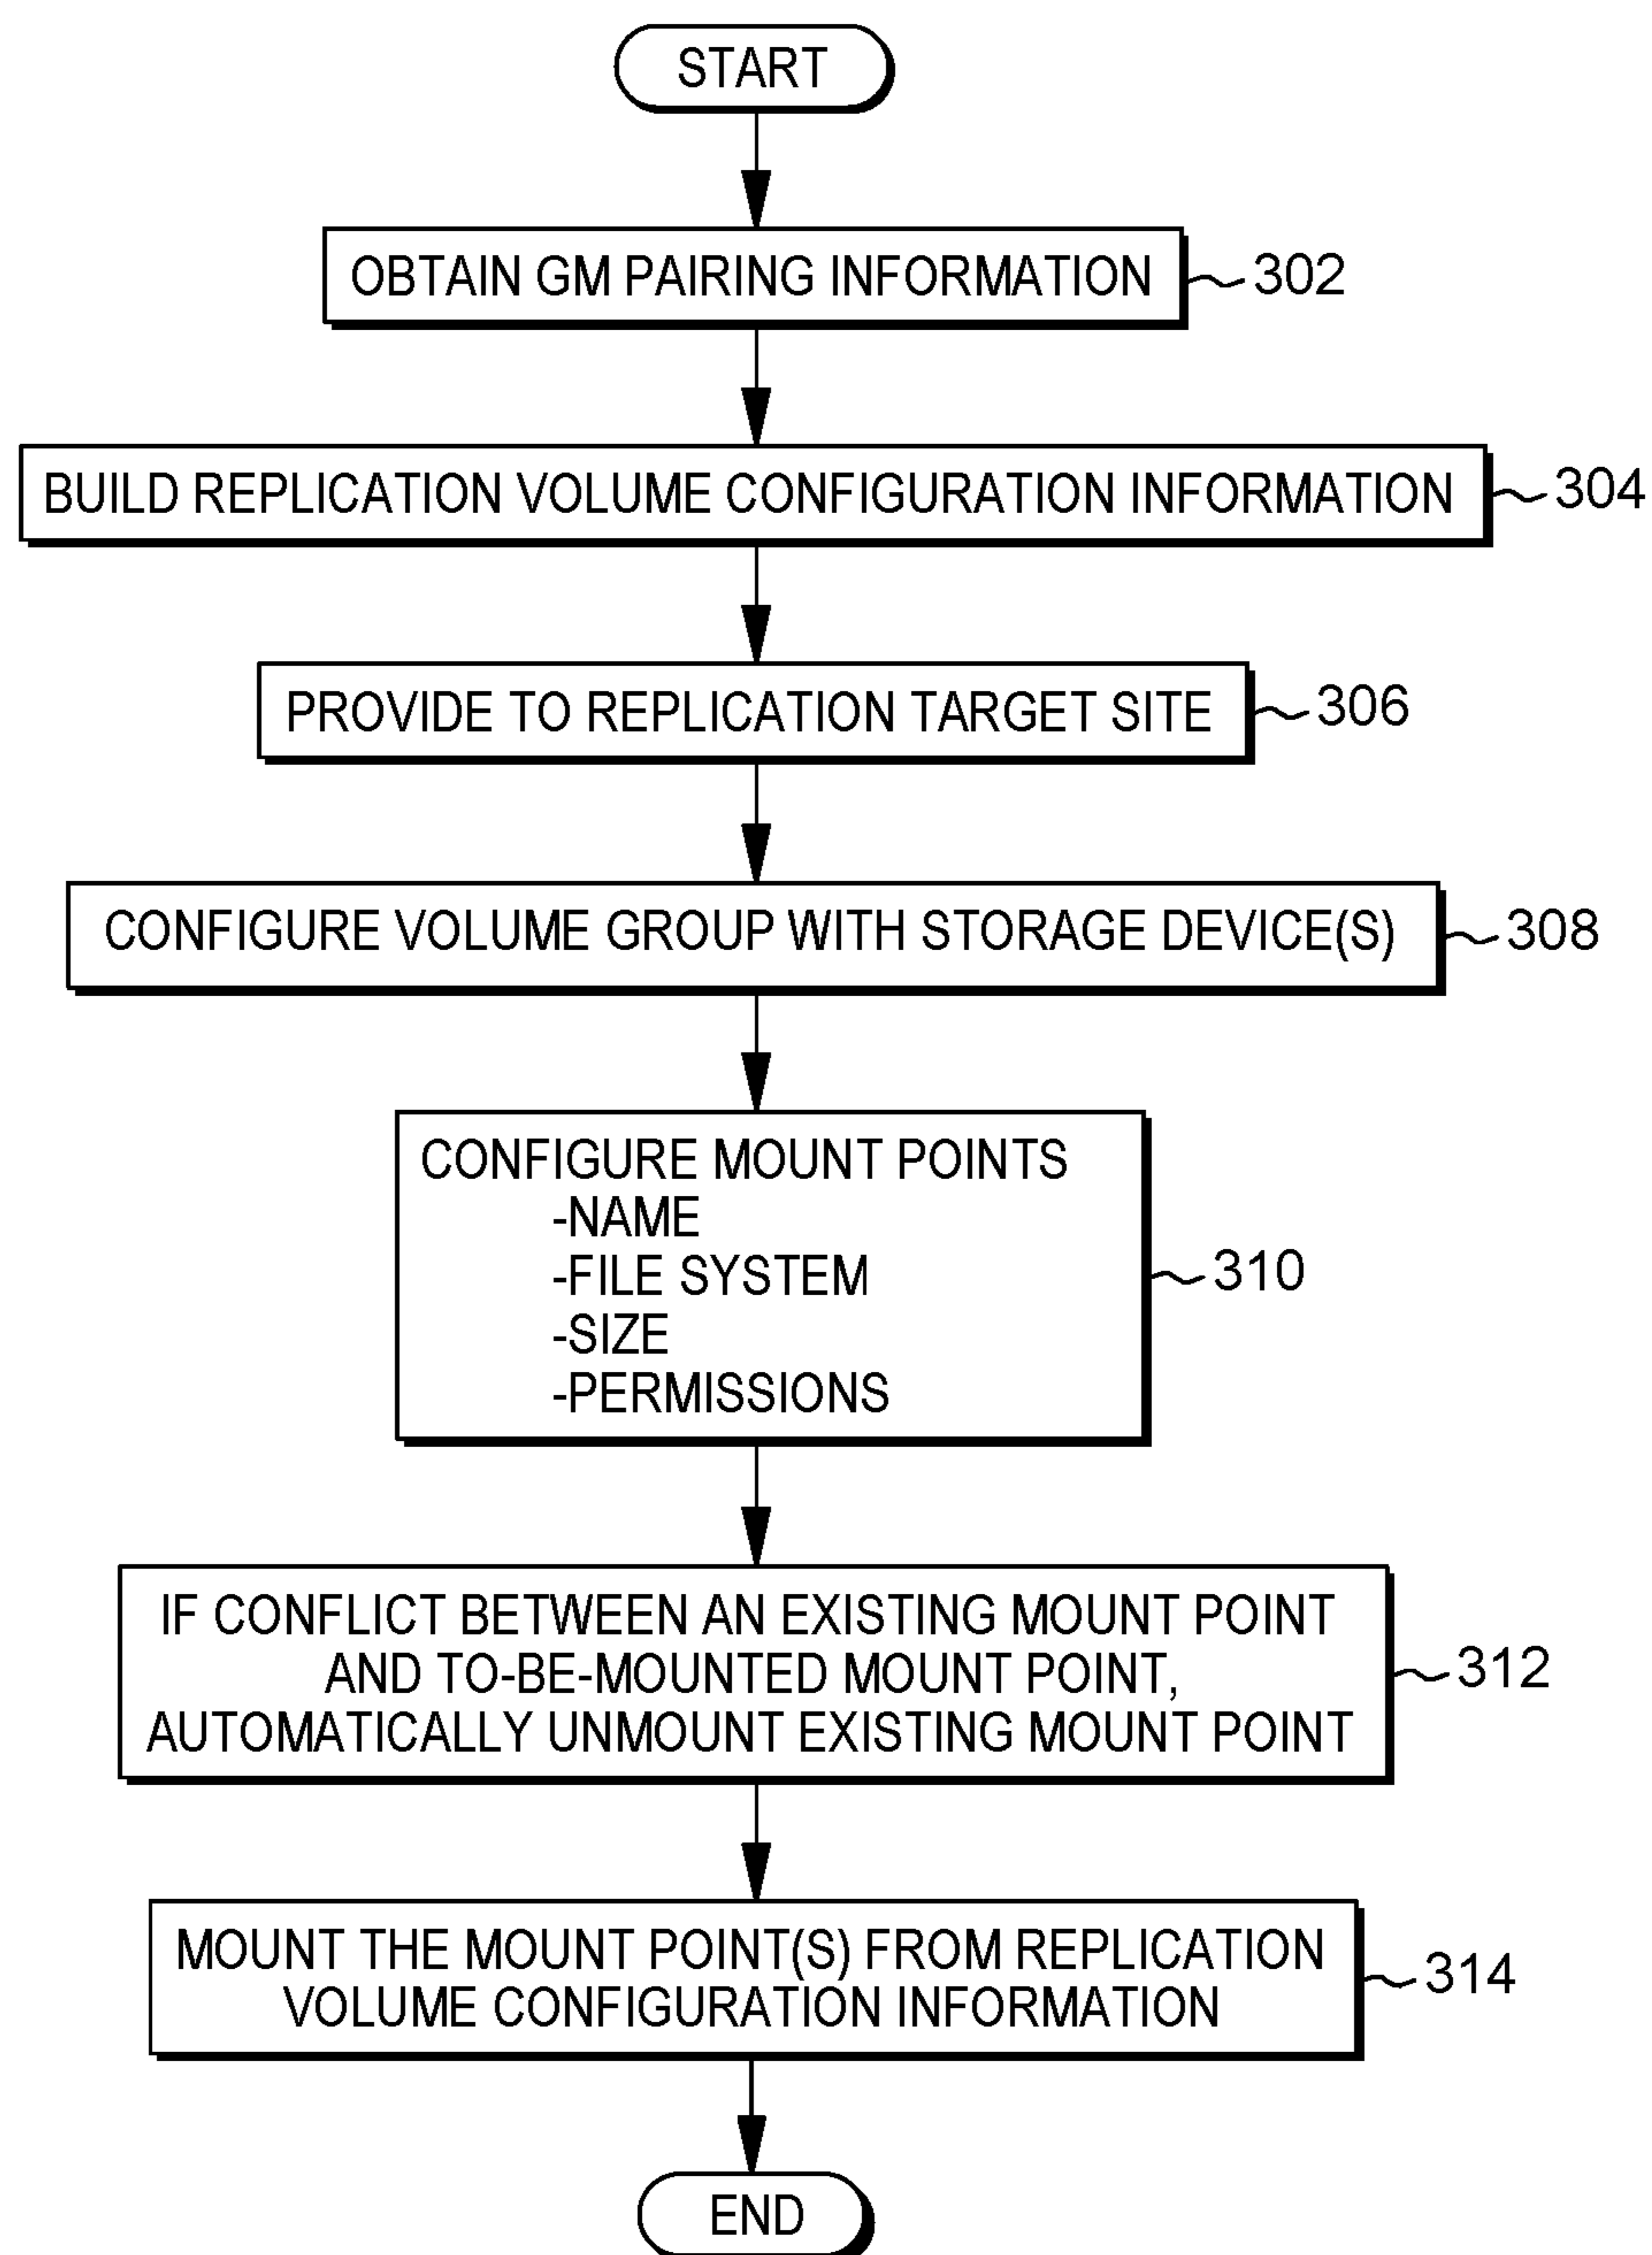 START
OBTAIN GM PAIRING INFORMATION
302
BUILD REPLICATION VOLUME CONFIGURATION INFORMATION
304
PROVIDE TO REPLICATION TARGET SITE
306
CONFIGURE VOLUME GROUP WITH STORAGE DEVICE(S)
308
CONFIGURE MOUNT POINTS
-NAME
-FILE SYSTEM
-SIZE
-PERMISSIONS
310
IF CONFLICT BETWEEN AN EXISTING MOUNT POINT
AND TO-BE-MOUNTED MOUNT POINT,
AUTOMATICALLY UNMOUNT EXISTING MOUNT POINT
312
MOUNT THE MOUNT POINT(S) FROM REPLICATION
VOLUME CONFIGURATION INFORMATION
314
END